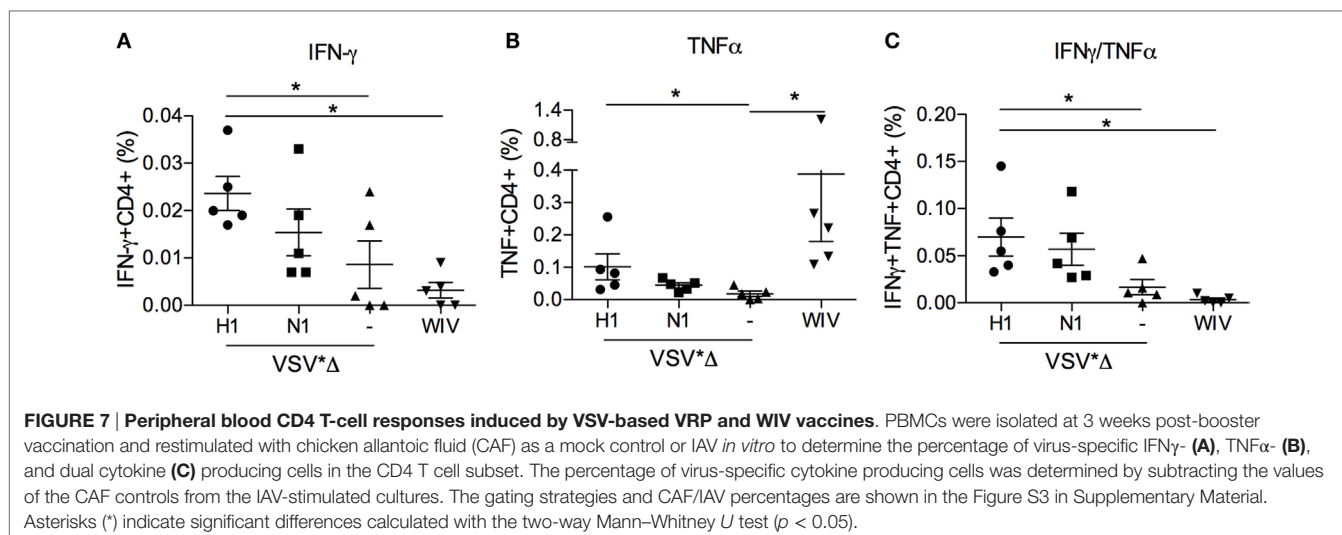 A
IFN-γ
*
*
IFN-γ+CD4+ (%)
0.04
0.03
0.02
0.01
0.00
H1 N1 - WIV
VSV*Δ
B
TNFα
*
*
TNF+CD4+ (%)
1.4
0.8
0.4
0.3
0.2
0.1
0.0
H1 N1 - WIV
VSV*Δ
C
IFNγ/TNFα
*
*
IFNγ+TNF+CD4+ (%)
0.20
0.15
0.10
0.05
0.00
H1 N1 - WIV
VSV*Δ
FIGURE 7 | Peripheral blood CD4 T-cell responses induced by VSV-based VRP and WIV vaccines. PBMCs were isolated at 3 weeks post-booster
vaccination and restimulated with chicken allantoic fluid (CAF) as a mock control or IAV in vitro to determine the percentage of virus-specific IFNγ- (A), TNFα- (B),
and dual cytokine (C) producing cells in the CD4 T cell subset. The percentage of virus-specific cytokine producing cells was determined by subtracting the values
of the CAF controls from the IAV-stimulated cultures. The gating strategies and CAF/IAV percentages are shown in the Figure S3 in Supplementary Material.
Asterisks (*) indicate significant differences calculated with the two-way Mann–Whitney U test (p < 0.05).